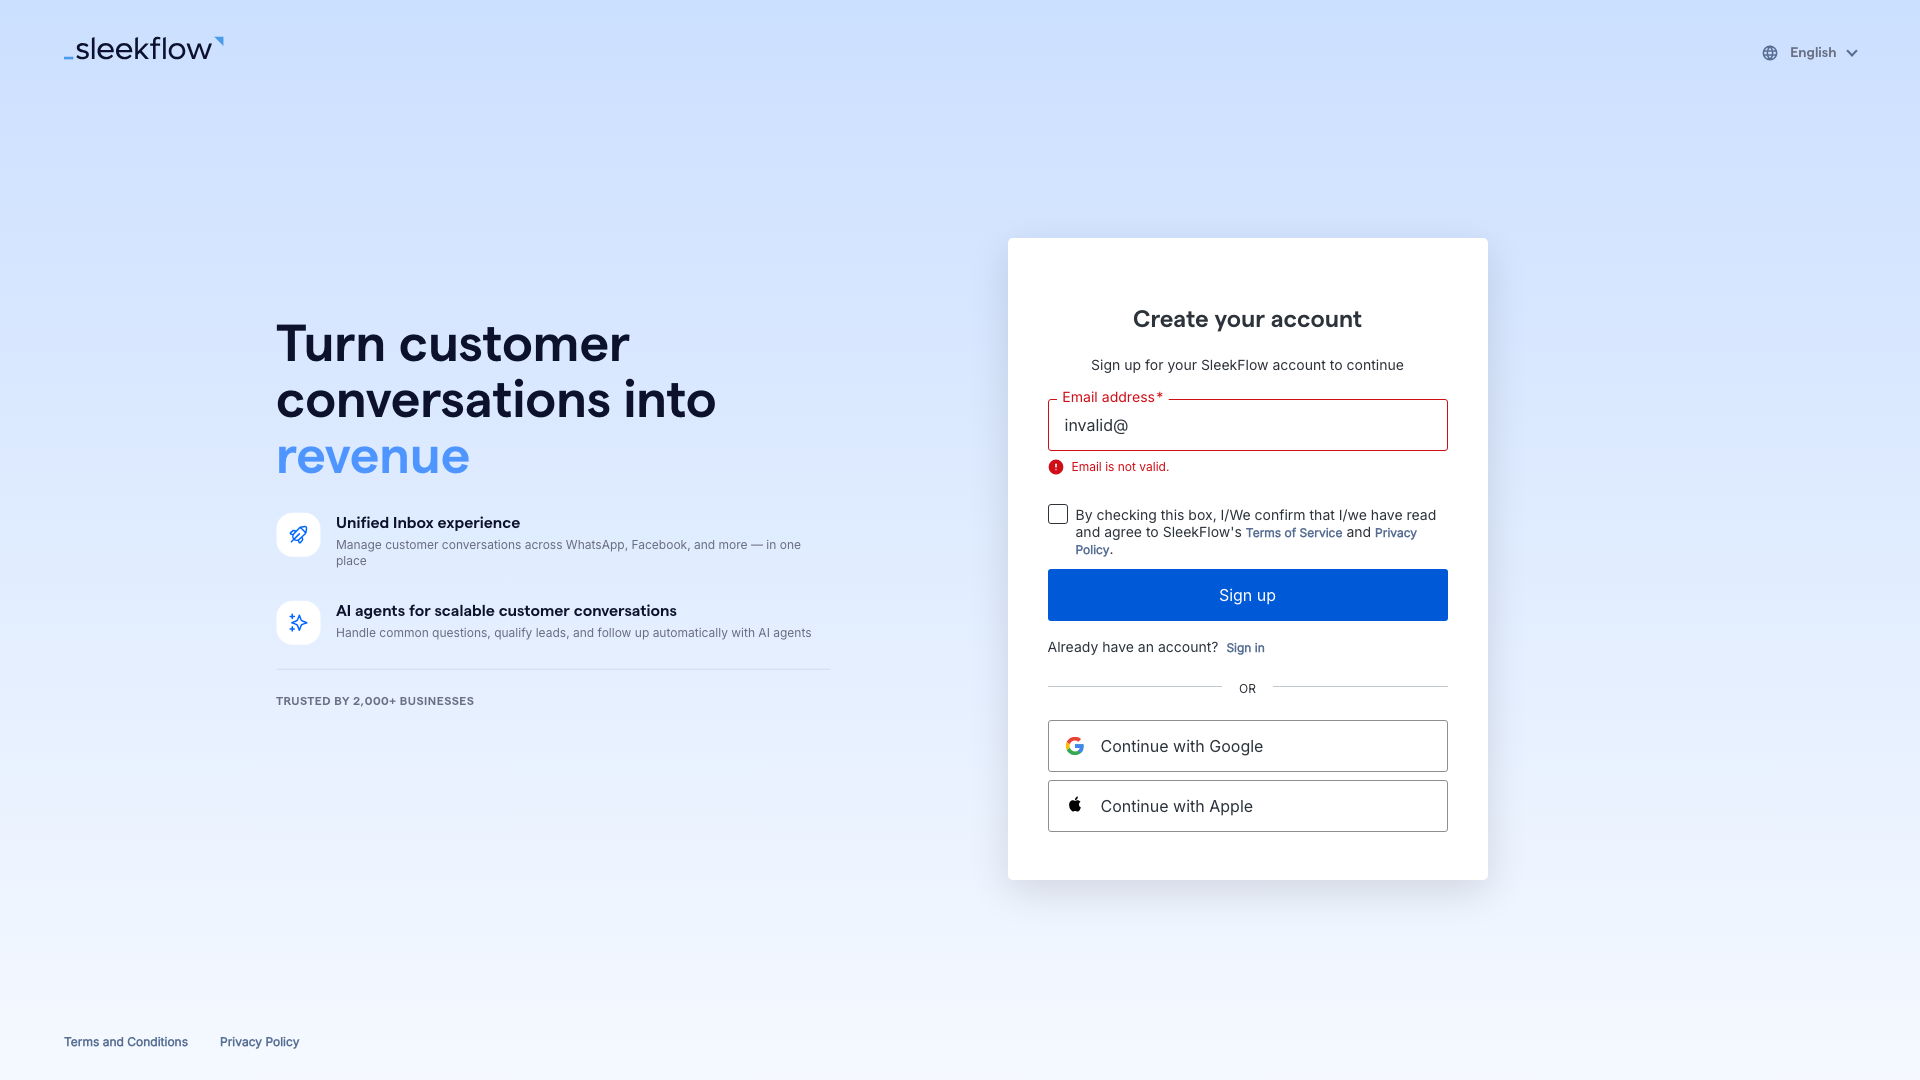 _sleekflow
English
Turn customer
conversations into
revenue
Unified Inbox experience
Manage customer conversations across WhatsApp, Facebook, and more — in one
place
AI agents for scalable customer conversations
Handle common questions, qualify leads, and follow up automatically with AI agents
TRUSTED BY 2,000+ BUSINESSES
Create your account
Sign up for your SleekFlow account to continue
Email address*
invalid@
Email is not valid.
By checking this box, I/We confirm that I/we have read
and agree to SleekFlow's Terms of Service and Privacy
Policy.
Sign up
Already have an account? Sign in
OR
Continue with Google
Continue with Apple
Terms and Conditions
Privacy Policy